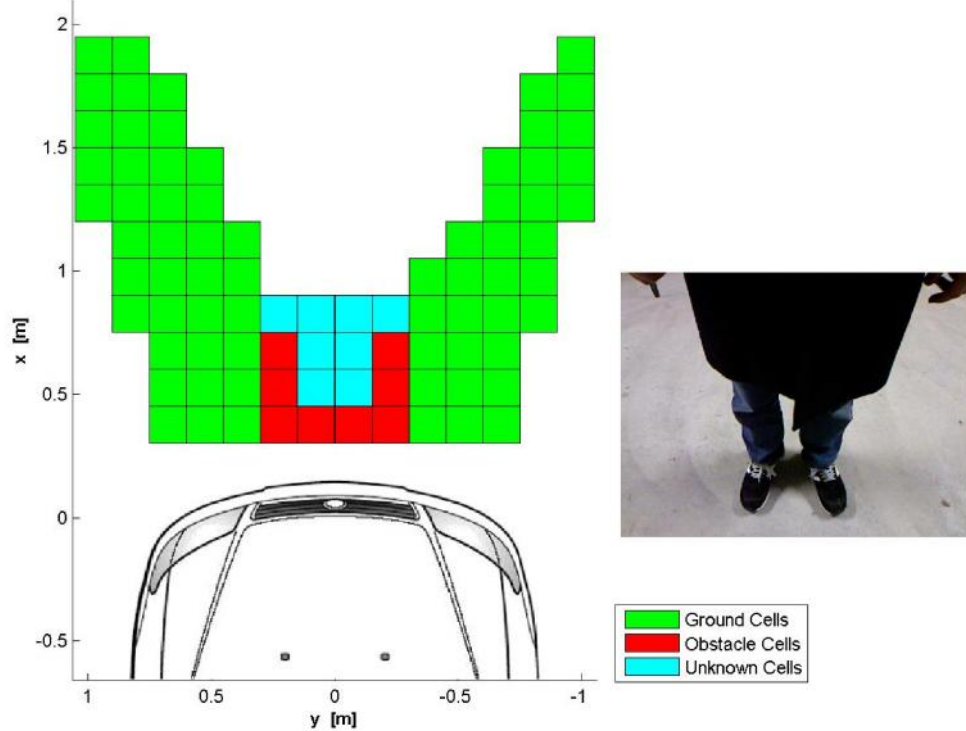 2
1.5
1
0.5
0
-0.5
x [m]
1 0.5 0 -0.5 -1
y [m]
Ground Cells
Obstacle Cells
Unknown Cells